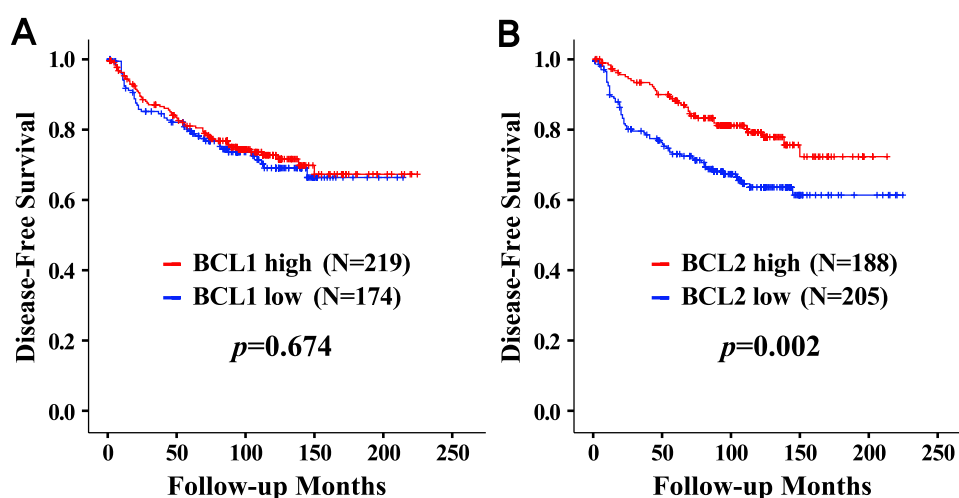 A
Disease-Free Survival
1.0
0.8
0.6
0.4
0.2
0.0
BCL1 high (N=219)
BCL1 low (N=174)
p=0.674
0 50 100 150 200 250
Follow-up Months
B
Disease-Free Survival
1.0
0.8
0.6
0.4
0.2
0.0
BCL2 high (N=188)
BCL2 low (N=205)
p=0.002
0 50 100 150 200 250
Follow-up Months